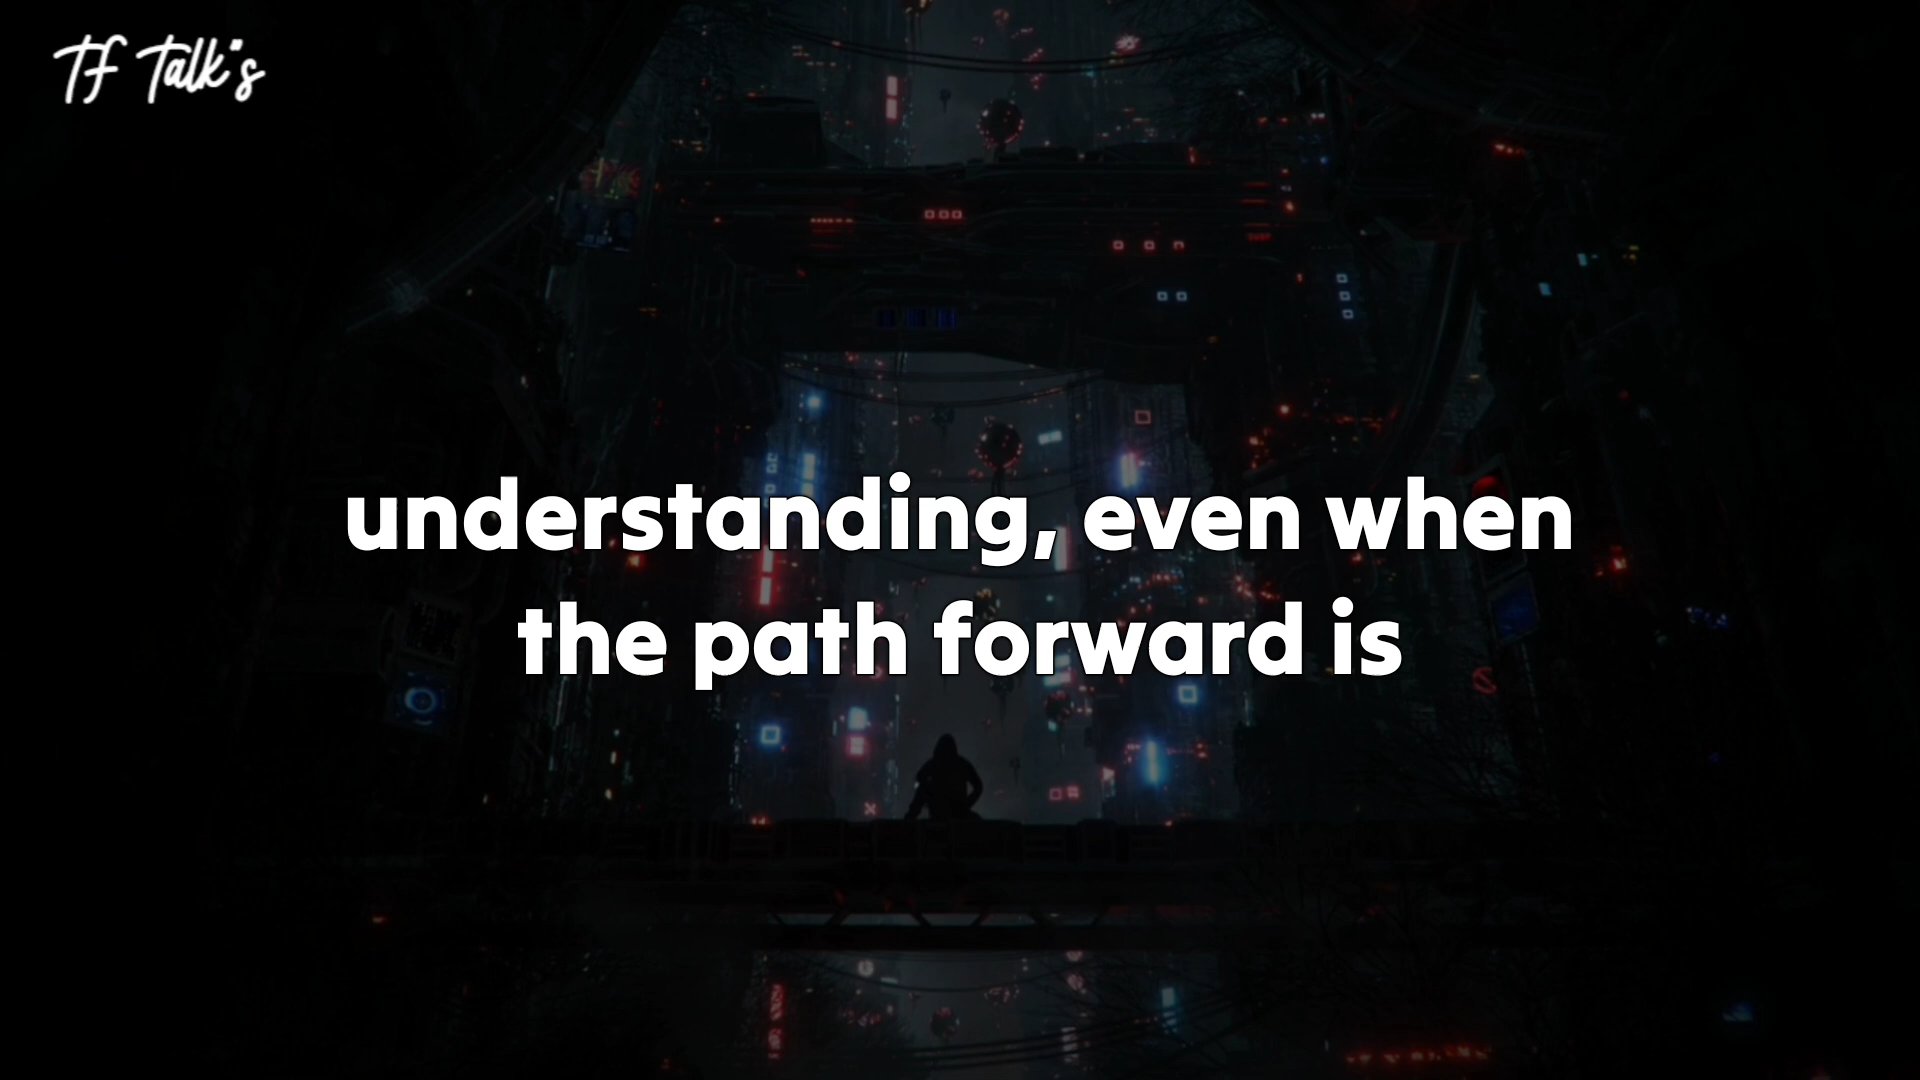 TF Talk's
understanding, even when
the path forward is